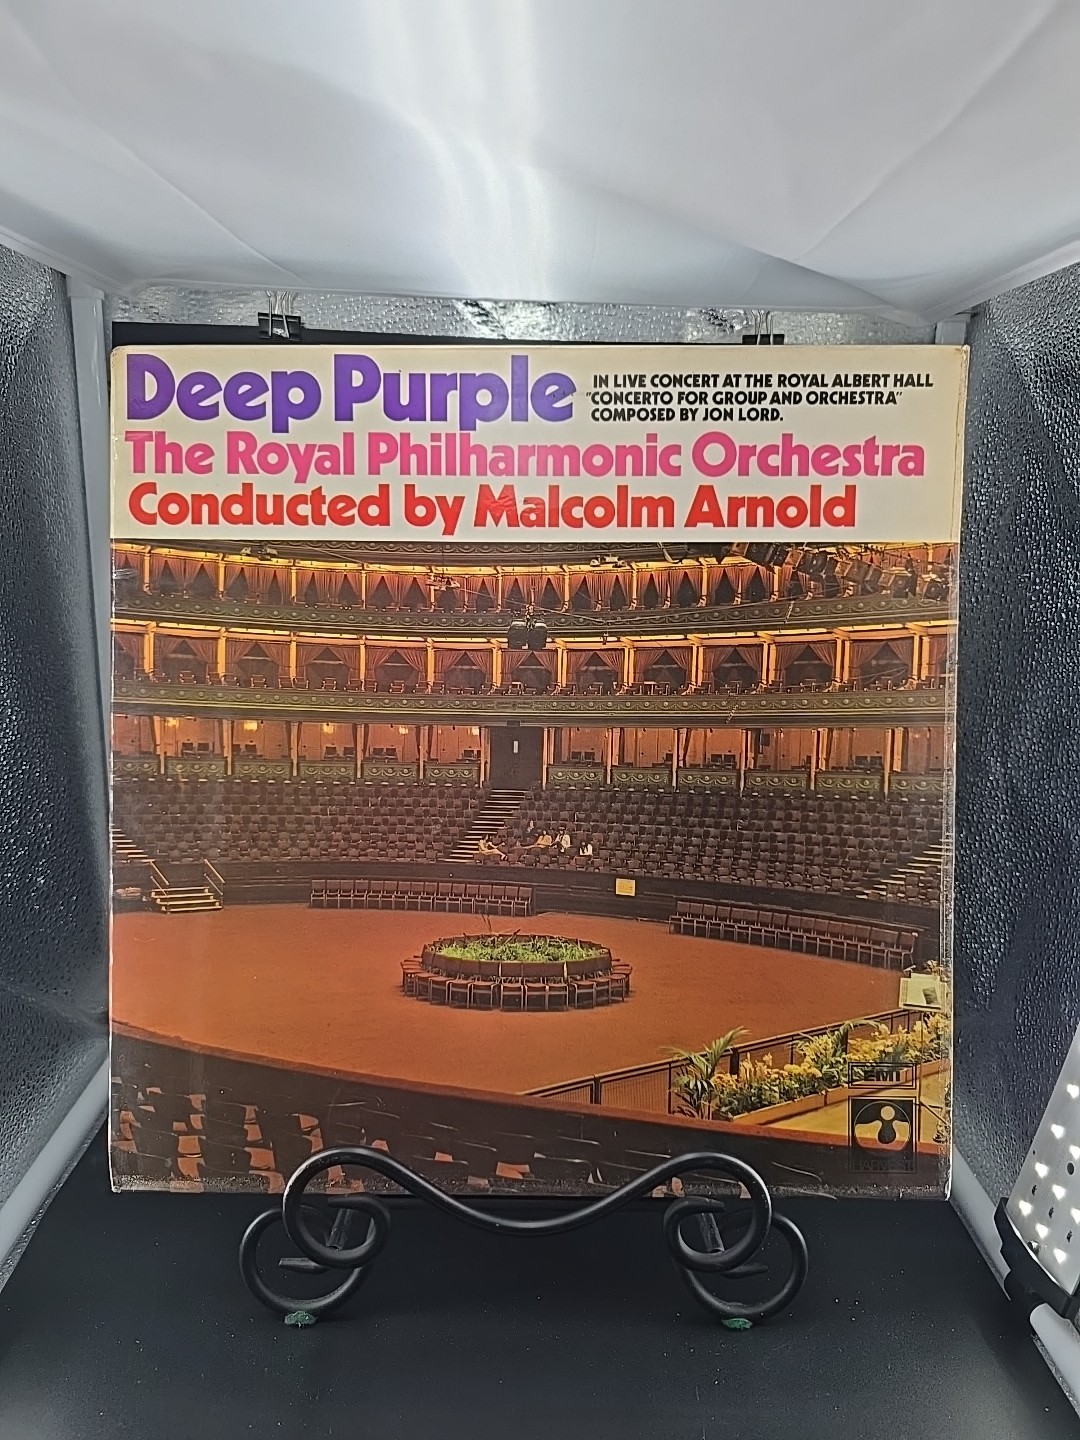 Deep Purple
IN LIVE CONCERT AT THE ROYAL ALBERT HALL
"CONCERTO FOR GROUP AND ORCHESTRA"
COMPOSED BY JON LORD.
The Royal Philharmonic Orchestra
Conducted by Malcolm Arnold
EMI
HARVEST